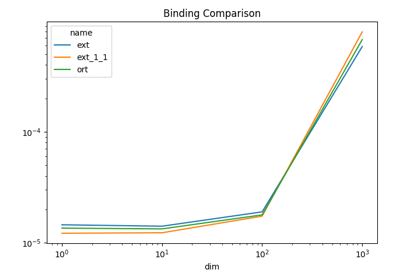 Binding Comparison
name
ext
ext_1_1
ort
10⁻⁴
10⁻⁵
10⁰
10¹
10²
10³
dim